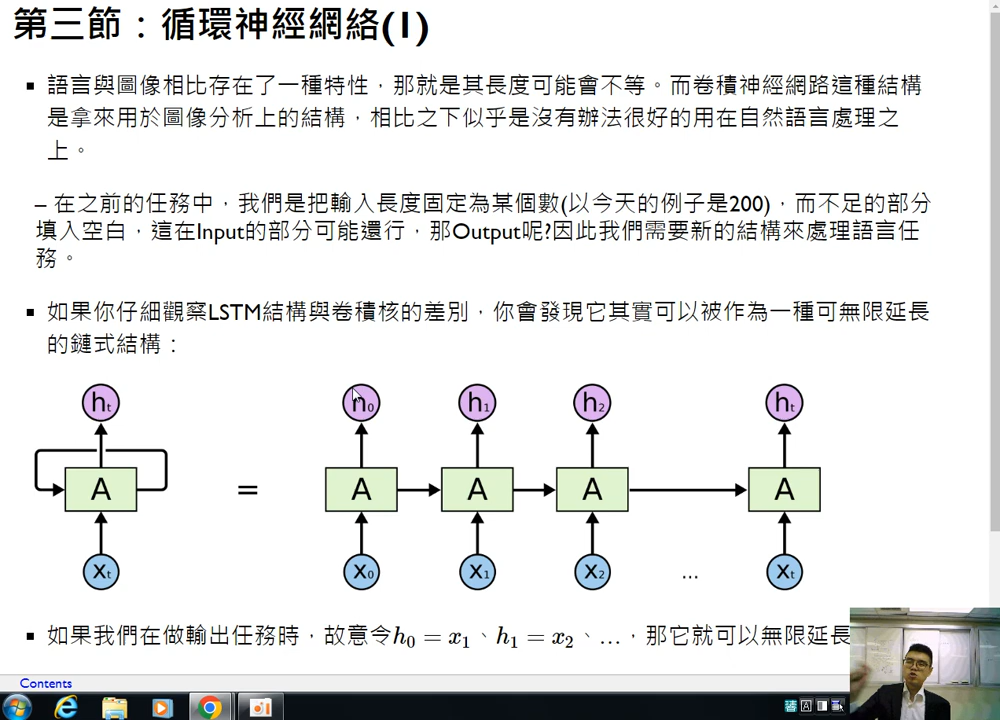 第三節：循環神經網絡(1)
▪ 語言與圖像相比存在了一種特性，那就是其長度可能會不等。而卷積神經網路這種結構
是拿來用於圖像分析上的結構，相比之下似乎是沒有辦法很好的用在自然語言處理之
上。
– 在之前的任務中，我們是把輸入長度固定為某個數(以今天的例子是200)，而不足的部分
填入空白，這在Input的部分可能還行，那Output呢?因此我們需要新的結構來處理語言任
務。
▪ 如果你仔細觀察LSTM結構與卷積核的差別，你會發現它其實可以被作為一種可無限延長
的鏈式結構：
ht h0 h1 h2 ht
A = A A A A
xt x0 x1 x2 ... xt
▪ 如果我們在做輸出任務時，故意令h0 = x1、h1 = x2、…，那它就可以無限延長
Contents